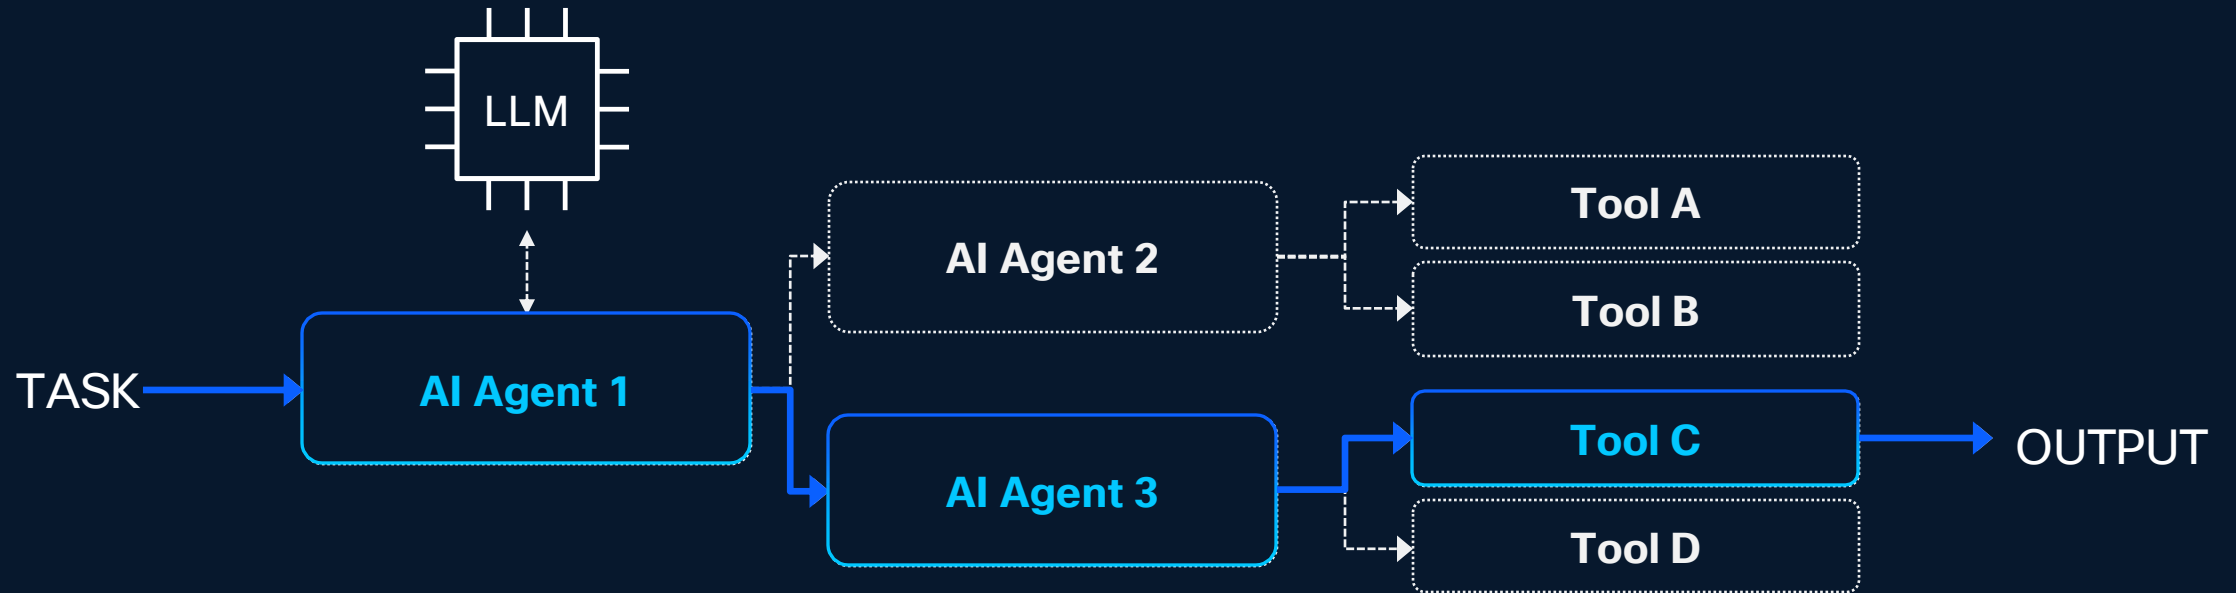 LLM
TASK
AI Agent 1
AI Agent 2
AI Agent 3
Tool A
Tool B
Tool C
Tool D
OUTPUT